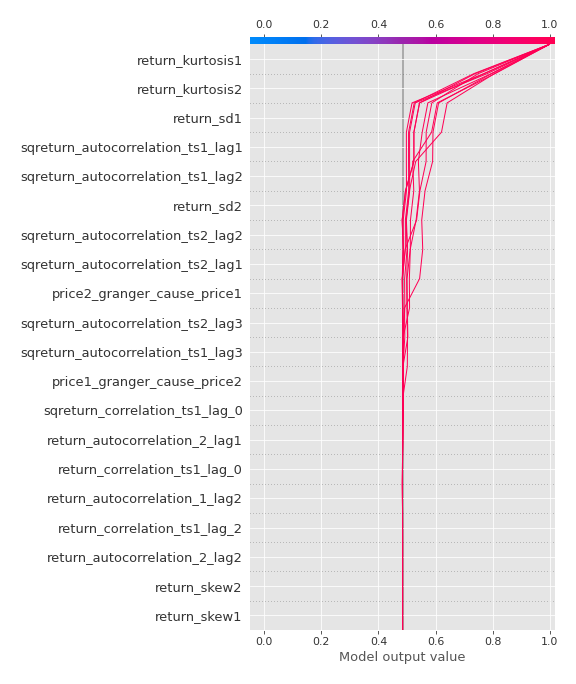 0.0 0.2 0.4 0.6 0.8 1.0
return_kurtosis1
return_kurtosis2
return_sd1
sqreturn_autocorrelation_ts1_lag1
sqreturn_autocorrelation_ts1_lag2
return_sd2
sqreturn_autocorrelation_ts2_lag2
sqreturn_autocorrelation_ts2_lag1
price2_granger_cause_price1
sqreturn_autocorrelation_ts2_lag3
sqreturn_autocorrelation_ts1_lag3
price1_granger_cause_price2
sqreturn_correlation_ts1_lag_0
return_autocorrelation_2_lag1
return_correlation_ts1_lag_0
return_autocorrelation_1_lag2
return_correlation_ts1_lag_2
return_autocorrelation_2_lag2
return_skew2
return_skew1
0.0 0.2 0.4 0.6 0.8 1.0
Model output value